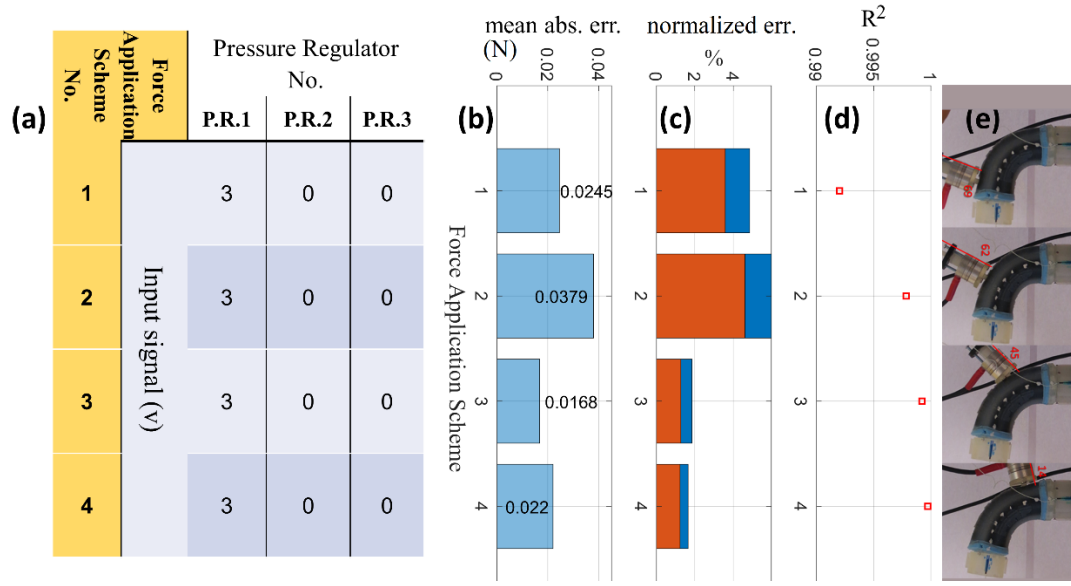 (a)
Force
Application
Scheme
No.
Pressure Regulator
No.
P.R.1 P.R.2 P.R.3
Input signal (v)
1 3 0 0
2 3 0 0
3 3 0 0
4 3 0 0
(b)
mean abs. err.
(N)
0 0.02 0.04
1 0.0245
2 0.0379
3 0.0168
4 0.022
Force Application Scheme
(c)
normalized err.
%
0 2 4
1
2
3
4
(d)
R²
0.99 0.995 1
1
2
3
4
(e)
69
62
45
14